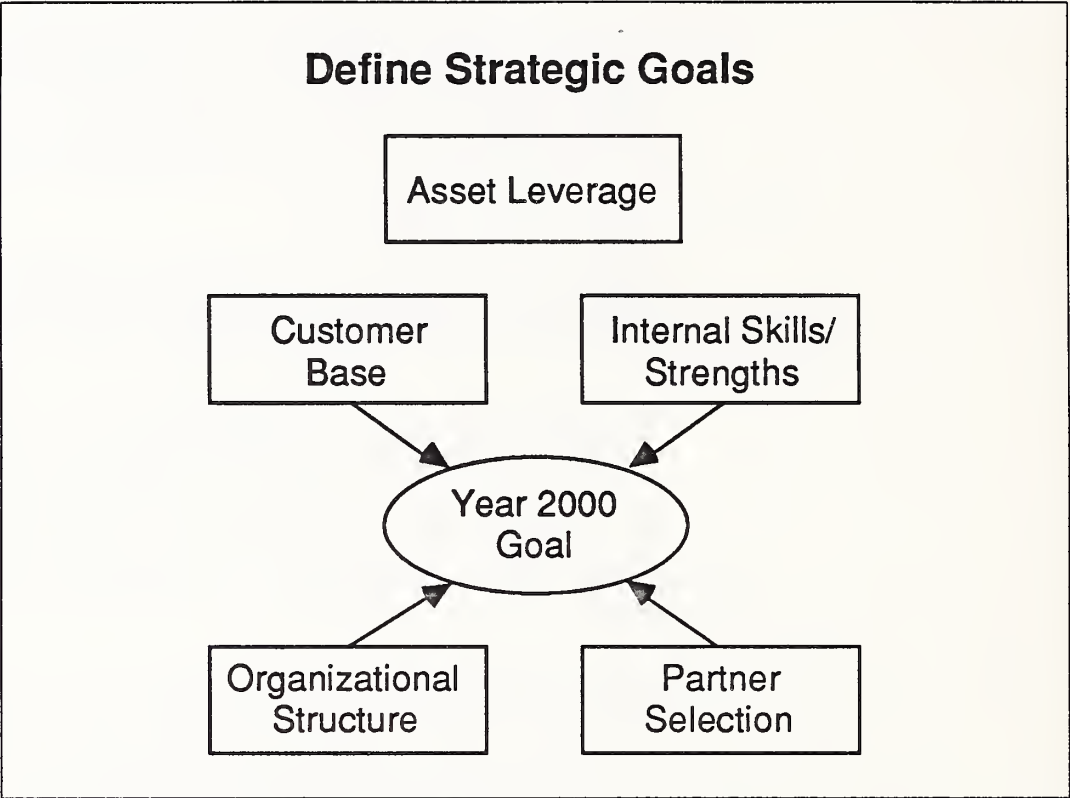 Define Strategic Goals
Asset Leverage
Customer
Base
Internal Skills/
Strengths
Year 2000
Goal
Organizational
Structure
Partner
Selection